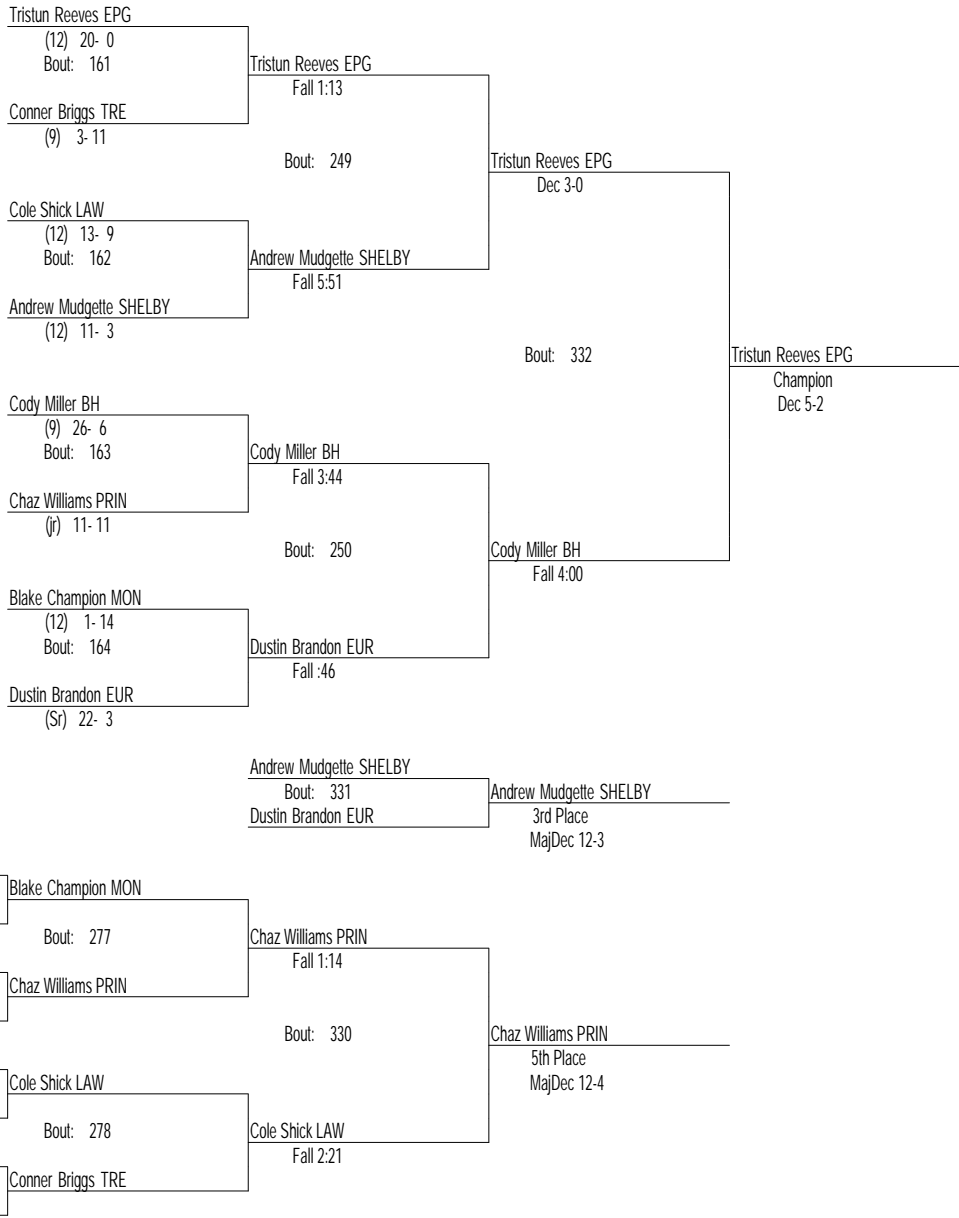 Tristun Reeves EPG
(12) 20- 0
Bout: 161
Tristun Reeves EPG
Fall 1:13
Conner Briggs TRE
(9) 3- 11
Bout: 249
Tristun Reeves EPG
Dec 3-0
Cole Shick LAW
(12) 13- 9
Bout: 162
Andrew Mudgette SHELBY
Fall 5:51
Andrew Mudgette SHELBY
(12) 11- 3
Bout: 332
Tristun Reeves EPG
Champion
Dec 5-2
Cody Miller BH
(9) 26- 6
Bout: 163
Cody Miller BH
Fall 3:44
Chaz Williams PRIN
(jr) 11- 11
Bout: 250
Cody Miller BH
Fall 4:00
Blake Champion MON
(12) 1- 14
Bout: 164
Dustin Brandon EUR
Fall :46
Dustin Brandon EUR
(Sr) 22- 3
Andrew Mudgette SHELBY
Bout: 331
Andrew Mudgette SHELBY
Dustin Brandon EUR
3rd Place
MajDec 12-3
Blake Champion MON
Bout: 277
Chaz Williams PRIN
Fall 1:14
Chaz Williams PRIN
Bout: 330
Chaz Williams PRIN
5th Place
MajDec 12-4
Cole Shick LAW
Bout: 278
Cole Shick LAW
Fall 2:21
Conner Briggs TRE